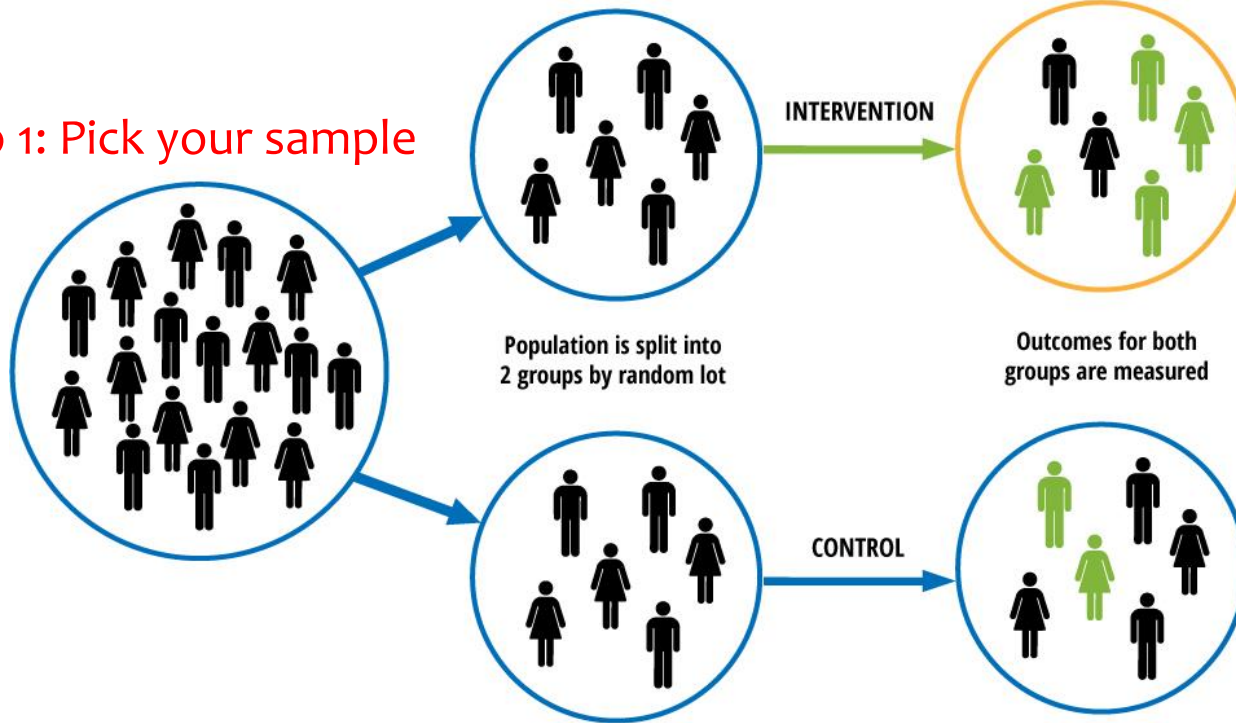 1: Pick your sample
INTERVENTION
Population is split into
2 groups by random lot
Outcomes for both
groups are measured
CONTROL